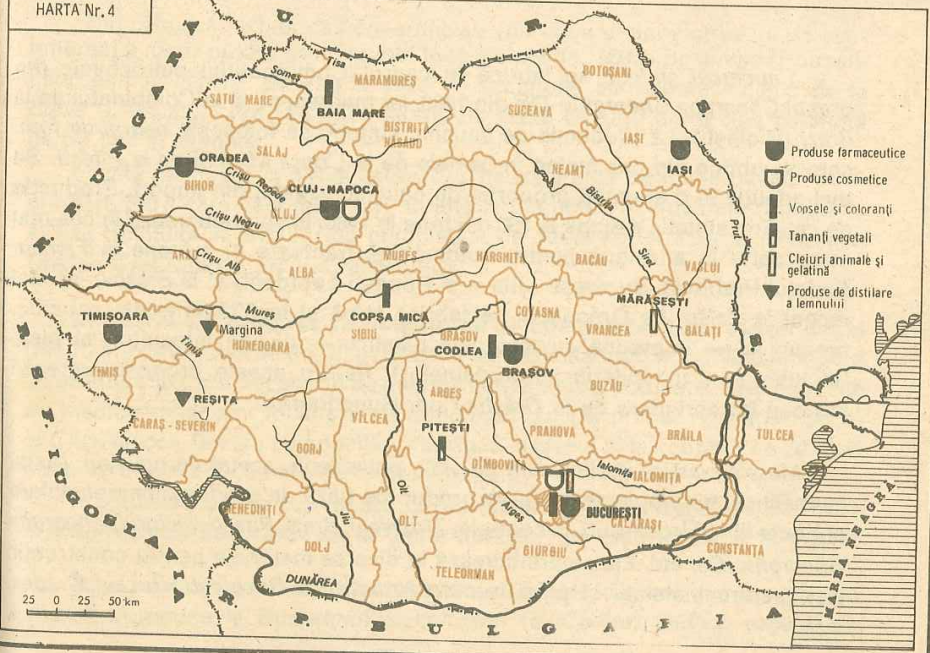 HARTA Nr. 4
R. P. UNGARĂ
U. R. S. S.
Someș
Tisa
MARAMUREȘ
BOTOȘANI
SATU MARE
BAIA MARE
SUCEAVA
BISTRIȚA
NĂSĂUD
IAȘI
SĂLAJ
ORADEA
BIHOR
Crișu Repede
CLUJ-NAPOCA
CLUJ
NEAMȚ
IAȘI
Bistrița
Prut
Crișu Negru
Crișu Alb
ALBA
MUREȘ
HARGHITA
BACĂU
Siret
VASLUI
Mureș
COPȘA MICĂ
SIBIU
BRAȘOV
COVASNA
MĂRĂȘEȘTI
VRANCEA
GALAȚI
TIMIȘOARA
Margina
HUNEDOARA
Timiș
TIMIȘ
CODLEA
BRAȘOV
REȘIȚA
CARAȘ-SEVERIN
GORJ
VÎLCEA
ARGEȘ
PITEȘTI
PRAHOVA
BUZĂU
BRĂILA
TULCEA
DÎMBOVIȚA
Ialomița
IALOMIȚA
BUCUREȘTI
CĂLĂRAȘI
Argeș
Olt
OLT
Jiu
MEHEDINȚI
DOLJ
TELEORMAN
GIURGIU
CONSTANȚA
DUNĂREA
R. S. F. IUGOSLAVIA
R. P. BULGARIA
MAREA NEAGRĂ
25 0 25 50 km
Produse farmaceutice
Produse cosmetice
Vopsele și coloranți
Tananți vegetali
Cleiuri animale și
gelatină
Produse de distilare
a lemnului